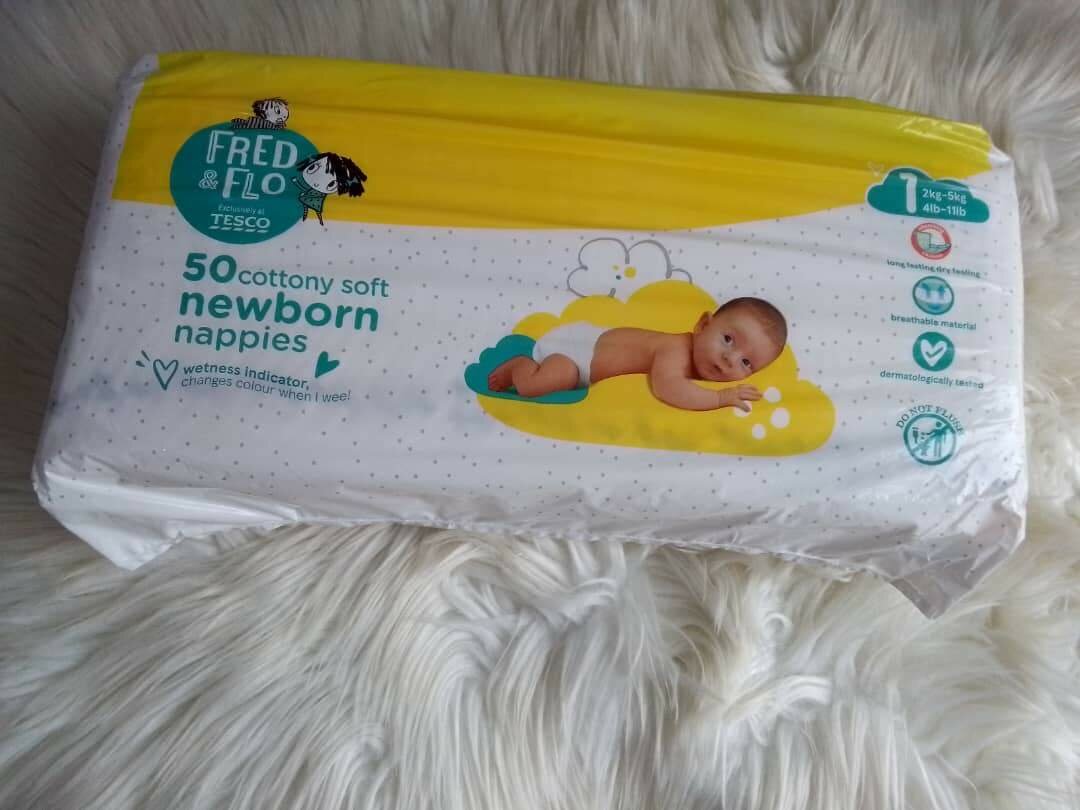 FRED
& FLO
Exclusively at
TESCO
50 cottony soft
newborn
nappies
wetness indicator,
changes colour when I wee!
1
2kg-5kg
4lb-11lb
long lasting dry feeling
breathable material
dermatologically tested
DO NOT FLUSH